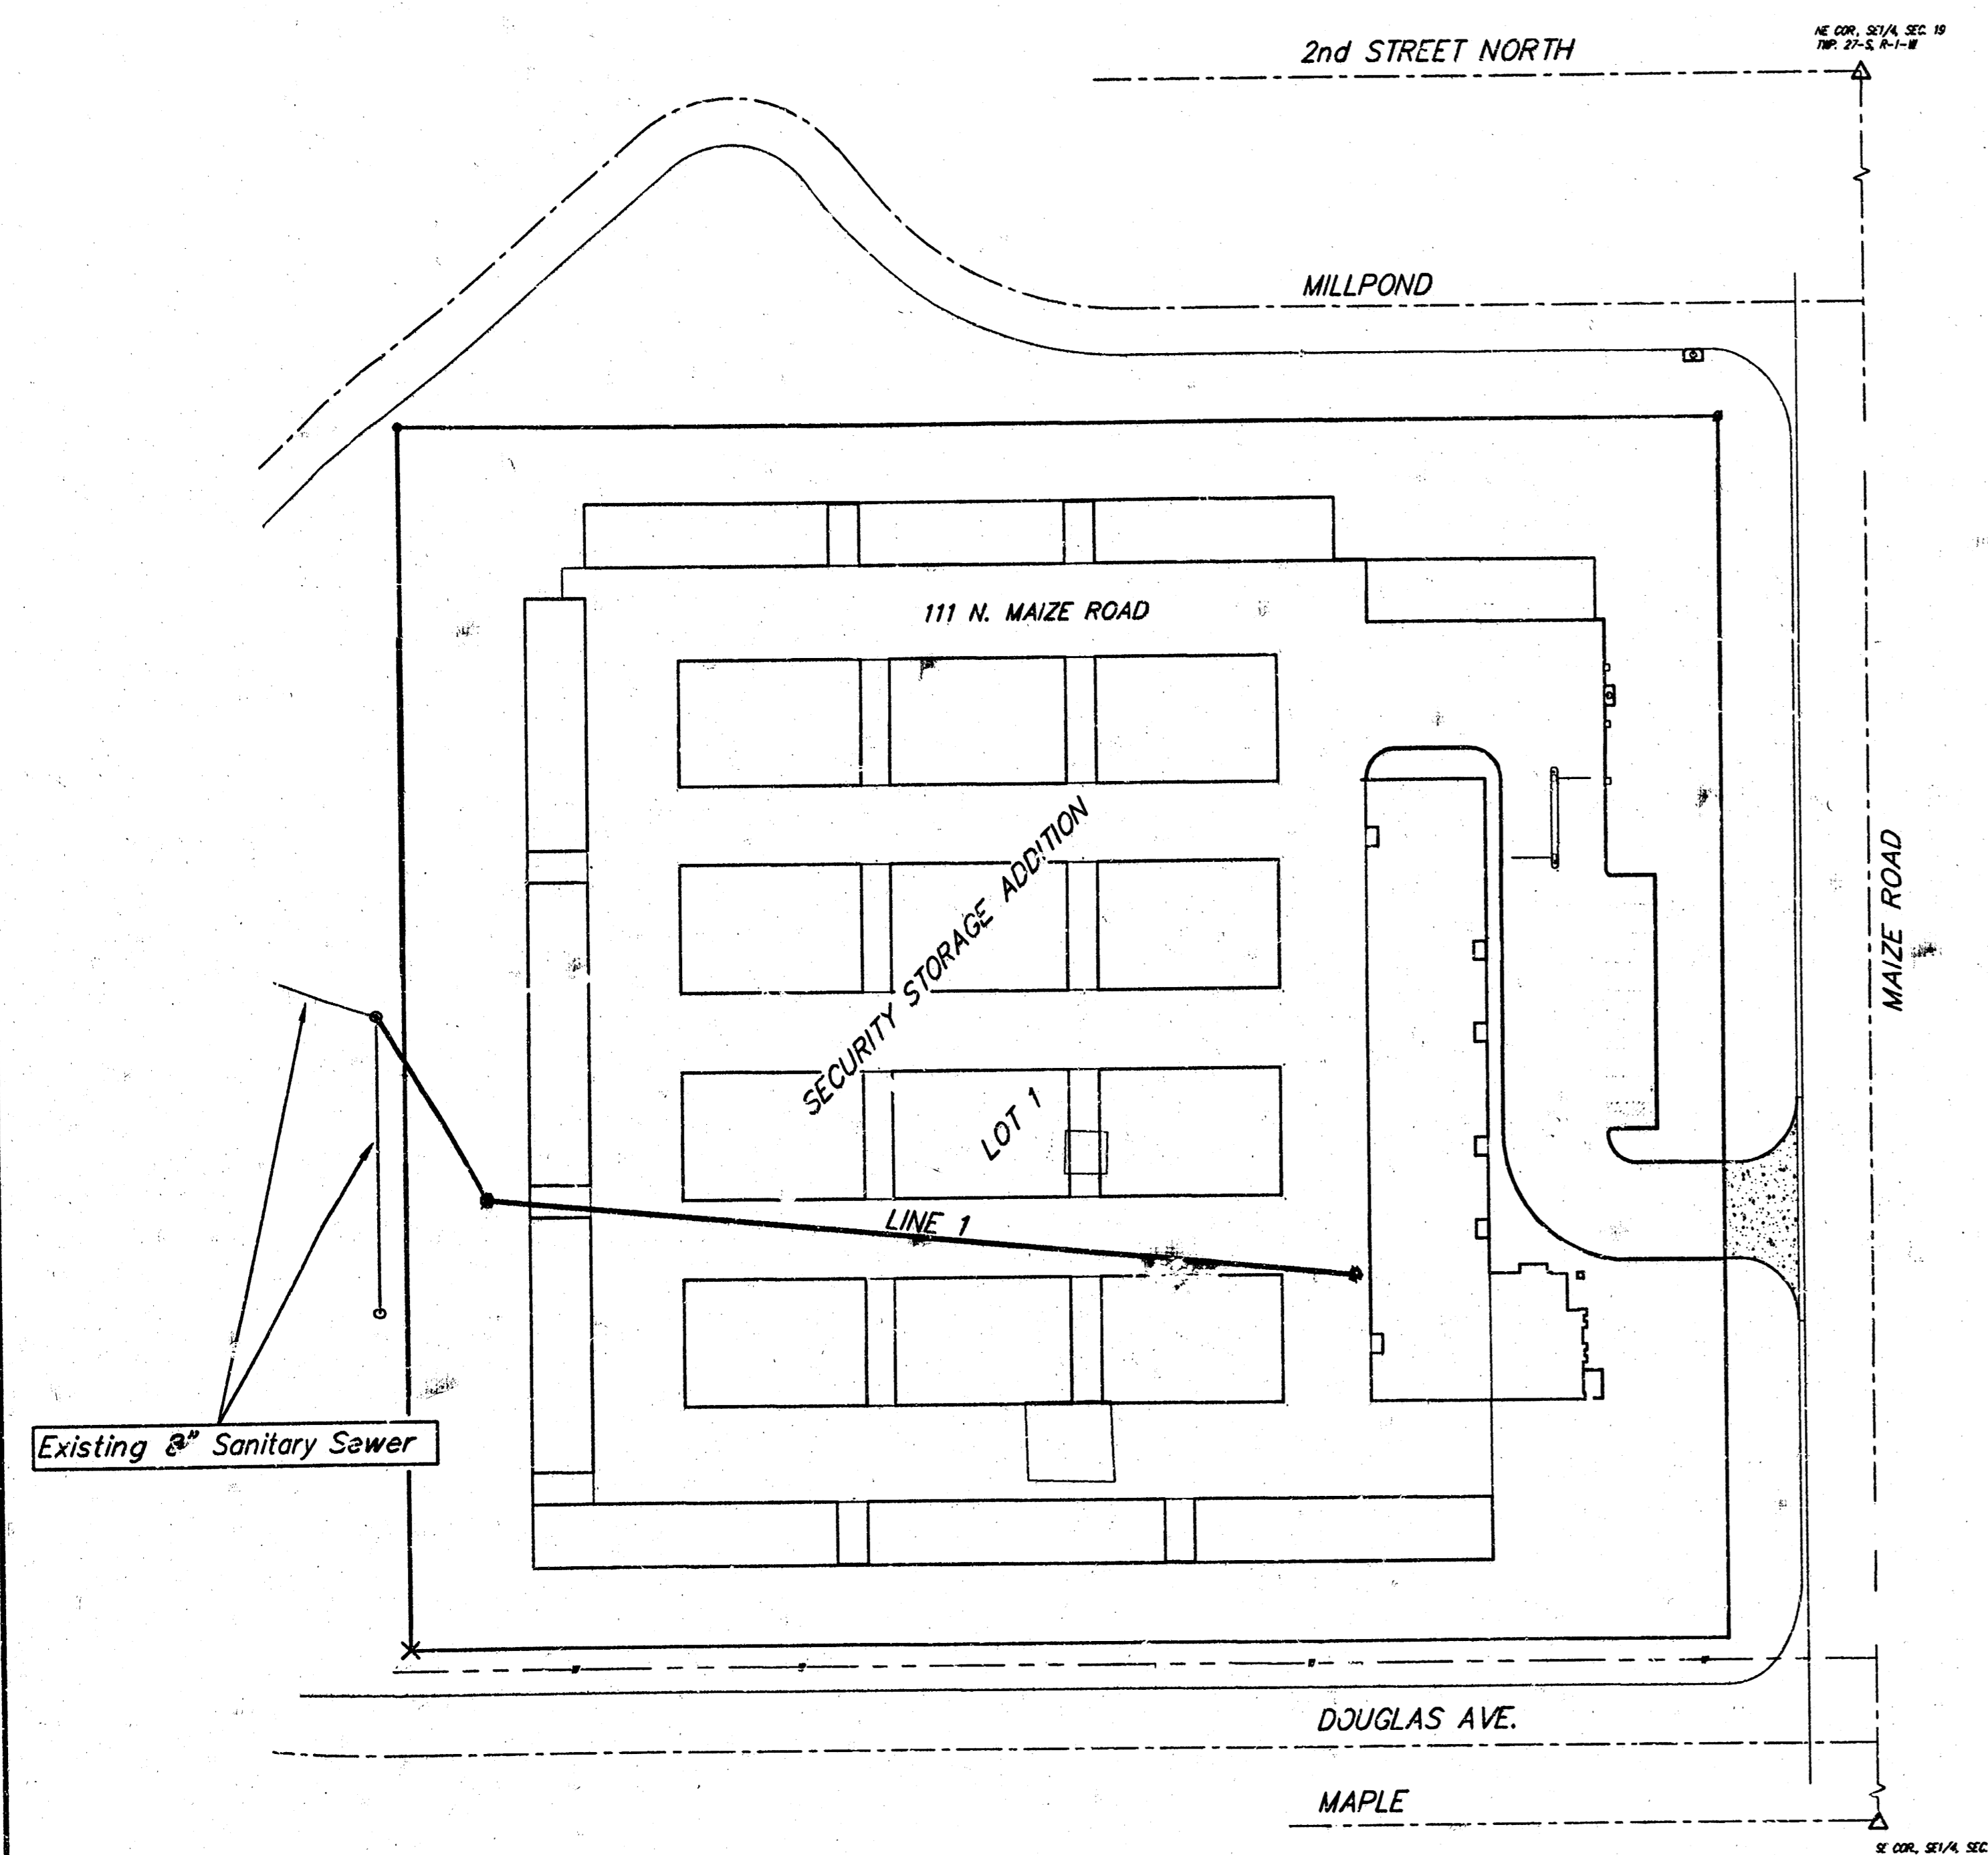 NE COR., SE1/4, SEC. 19
TWP. 27-S, R-1-W
2nd STREET NORTH
MILLPOND
111 N. MAIZE ROAD
SECURITY STORAGE ADDITION
LOT 1
MAIZE ROAD
LINE 1
Existing 8" Sanitary Sewer
DOUGLAS AVE.
MAPLE
SE COR., SE1/4, SEC.